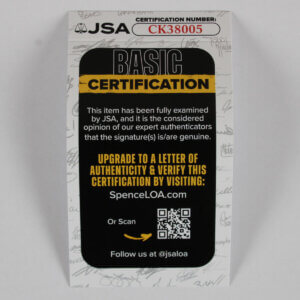 JSA
CERTIFICATION NUMBER:
CK38005
BASIC
CERTIFICATION
This item has been fully examined
by JSA, and it is the considered
opinion of our expert authenticators
that the signature(s) is/are genuine.
UPGRADE TO A LETTER OF
AUTHENTICITY & VERIFY THIS
CERTIFICATION BY VISITING:
SpenceLOA.com
Or Scan
Follow us at @jsaloa